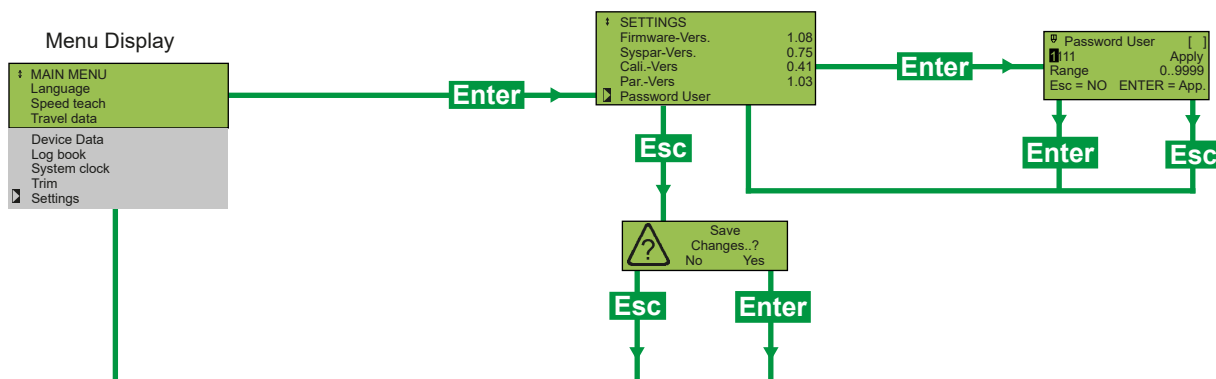 Menu Display
MAIN MENU
Language
Speed teach
Travel data
Device Data
Log book
System clock
Trim
Settings
Enter
SETTINGS
Firmware-Vers. 1.08
Syspar-Vers. 0.75
Cali.-Vers 0.41
Par.-Vers 1.03
Password User
Enter
Password User [ ]
1111 Apply
Range 0..9999
Esc = NO ENTER = App.
Enter
Esc
Esc
Save
Changes..?
No Yes
?
Esc
Enter